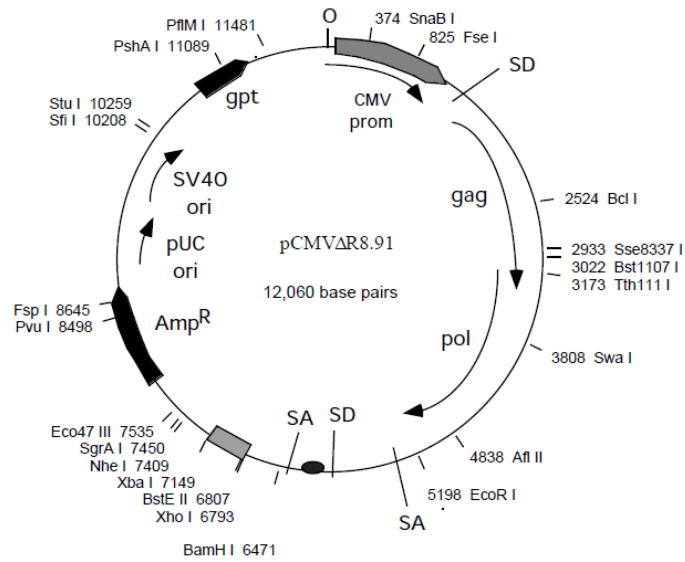 PflM I 11481
PshA I 11089
O
374 SnaB I
825 Fse I
SD
gpt
CMV
prom
Stu I 10259
Sfi I 10208
SV40
ori
gag
2524 Bcl I
pUC
ori
pCMVΔR8.91
12,060 base pairs
2933 Sse8337 I
3022 Bst1107 I
3173 Tth111 I
Fsp I 8645
Pvu I 8498
AmpR
pol
3808 Swa I
Eco47 III 7535
SgrA I 7450
Nhe I 7409
Xba I 7149
BstE II 6807
Xho I 6793
BamH I 6471
SA
SD
4838 Afl II
5198 EcoR I
SA